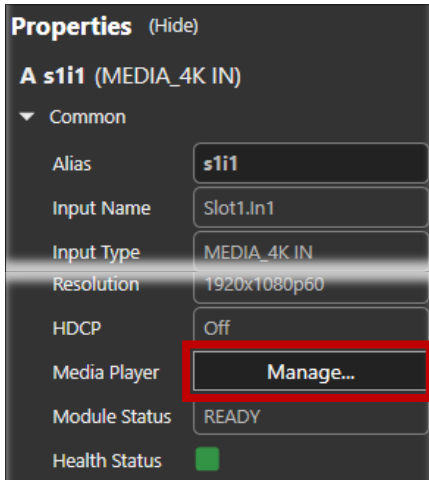 Properties (Hide)
A s1i1 (MEDIA_4K IN)
Common
Alias s1i1
Input Name Slot1.In1
Input Type MEDIA_4K IN
Resolution 1920x1080p60
HDCP Off
Media Player Manage...
Module Status READY
Health Status